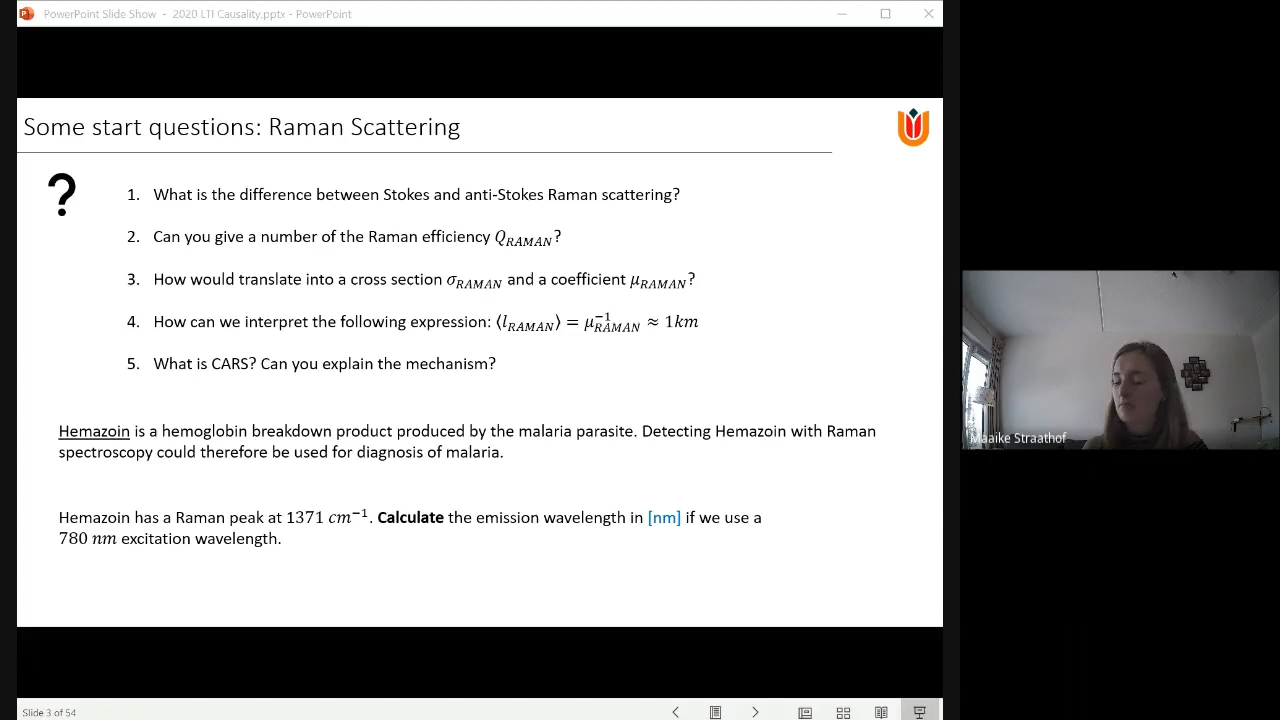 PowerPoint Slide Show - 2020 LTI Causality.pptx - PowerPoint
Some start questions: Raman Scattering
?
1. What is the difference between Stokes and anti-Stokes Raman scattering?
2. Can you give a number of the Raman efficiency Q_RAMAN?
3. How would translate into a cross section σ_RAMAN and a coefficient μ_RAMAN?
4. How can we interpret the following expression: ⟨l_RAMAN⟩ = μ_RAMAN^−1 ≈ 1km
5. What is CARS? Can you explain the mechanism?
Hemazoin is a hemoglobin breakdown product produced by the malaria parasite. Detecting Hemazoin with Raman
spectroscopy could therefore be used for diagnosis of malaria.
Hemazoin has a Raman peak at 1371 cm⁻¹. Calculate the emission wavelength in [nm] if we use a
780 nm excitation wavelength.
Maaike Straathof
Slide 3 of 54